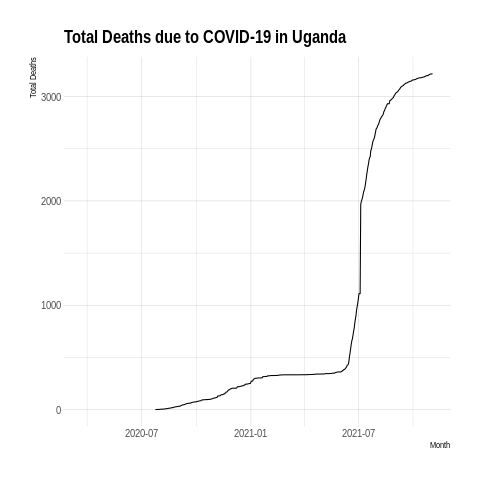 Total Deaths due to COVID-19 in Uganda
Total Deaths
3000
2000
1000
0
2020-07
2021-01
2021-07
Month